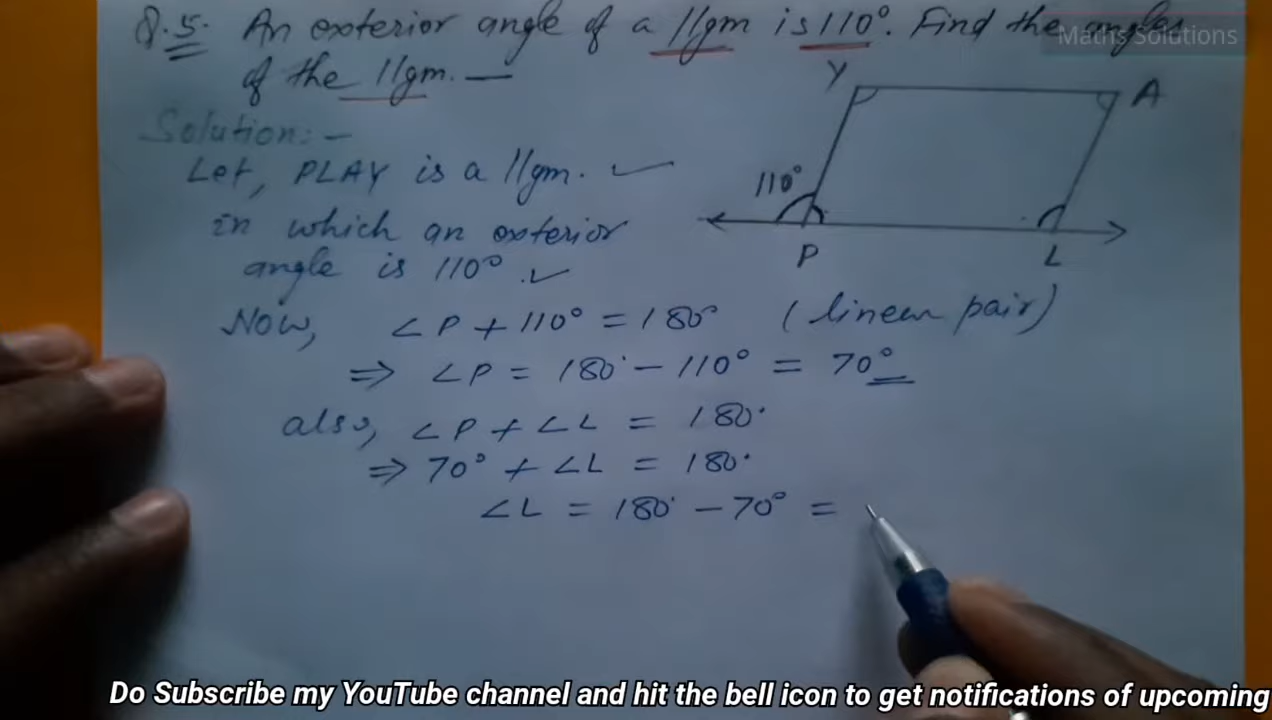 Q.5. An exterior angle of a ||gm is 110°. Find the angles
of the ||gm. —
Maths Solutions
Solution:-
Let, PLAY is a ||gm. ✓
in which an exterior
angle is 110°. ✓
Y
A
110°
P
L
Now, ∠P + 110° = 180° (linear pair)
⇒ ∠P = 180° - 110° = 70°
also, ∠P + ∠L = 180°
⇒ 70° + ∠L = 180°
∠L = 180° - 70° =
Do Subscribe my YouTube channel and hit the bell icon to get notifications of upcoming